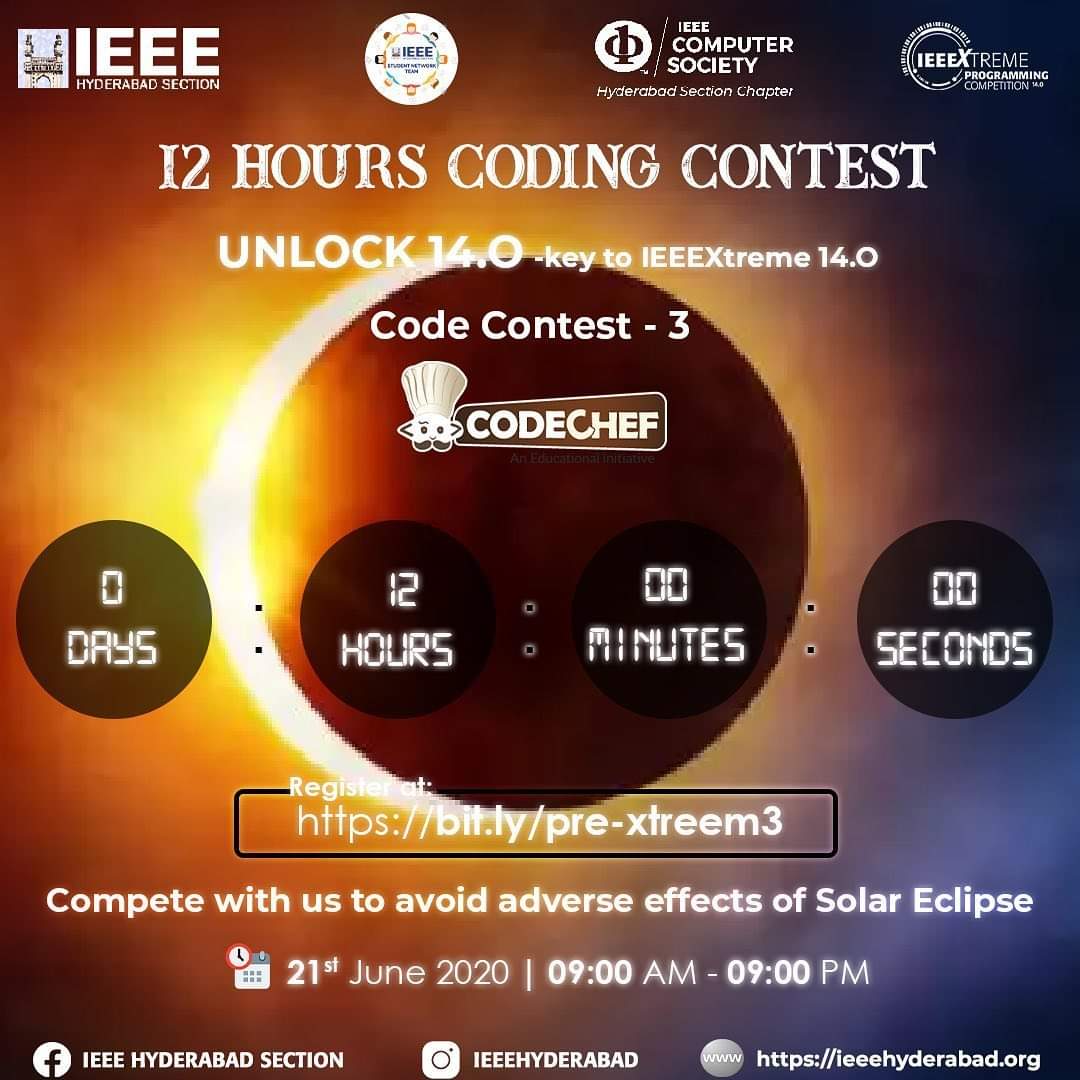 IEEE
HYDERABAD SECTION
IEEE
STUDENT NETWORK
TEAM
IEEE
COMPUTER
SOCIETY
TM
Hyderabad Section Chapter
IEEEXTREME
PROGRAMMING
COMPETITION 14.0
12 HOURS CODING CONTEST
UNLOCK 14.O -key to IEEEXtreme 14.O
Code Contest - 3
CODECHEF
An Educational initiative
0
DAYS
:
12
HOURS
:
00
MINUTES
:
00
SECONDS
Register at:
https://bit.ly/pre-xtreem3
Compete with us to avoid adverse effects of Solar Eclipse
21st June 2020 | 09:00 AM - 09:00 PM
IEEE HYDERABAD SECTION
IEEEHYDERABAD
www
https://ieeehyderabad.org